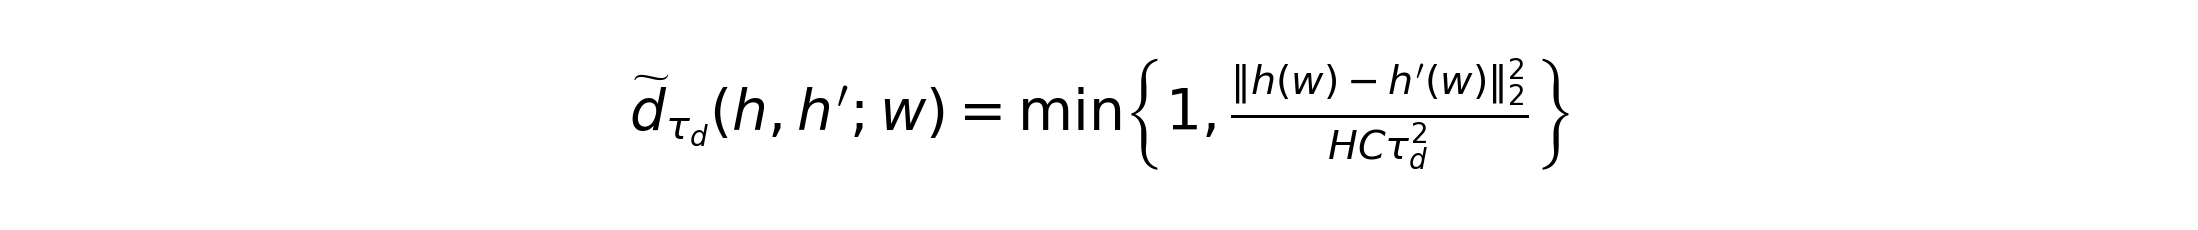 $\widetilde{d}_{\tau_d}(h, h'; w) = \min\left\{1, \frac{\|h(w) - h'(w)\|_2^2}{HC\tau_d^2}\right\}$